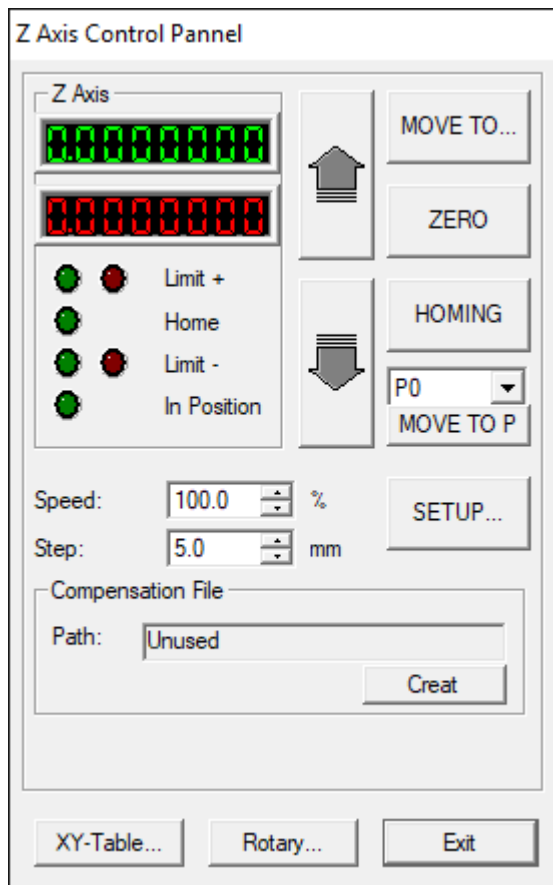 Z Axis Control Pannel
Z Axis
0.0000000
0.0000000
Limit +
Home
Limit -
In Position
MOVE TO...
ZERO
HOMING
P0
MOVE TO P
Speed: 100.0 %
Step: 5.0 mm
SETUP...
Compensation File
Path: Unused
Creat
XY-Table... Rotary... Exit